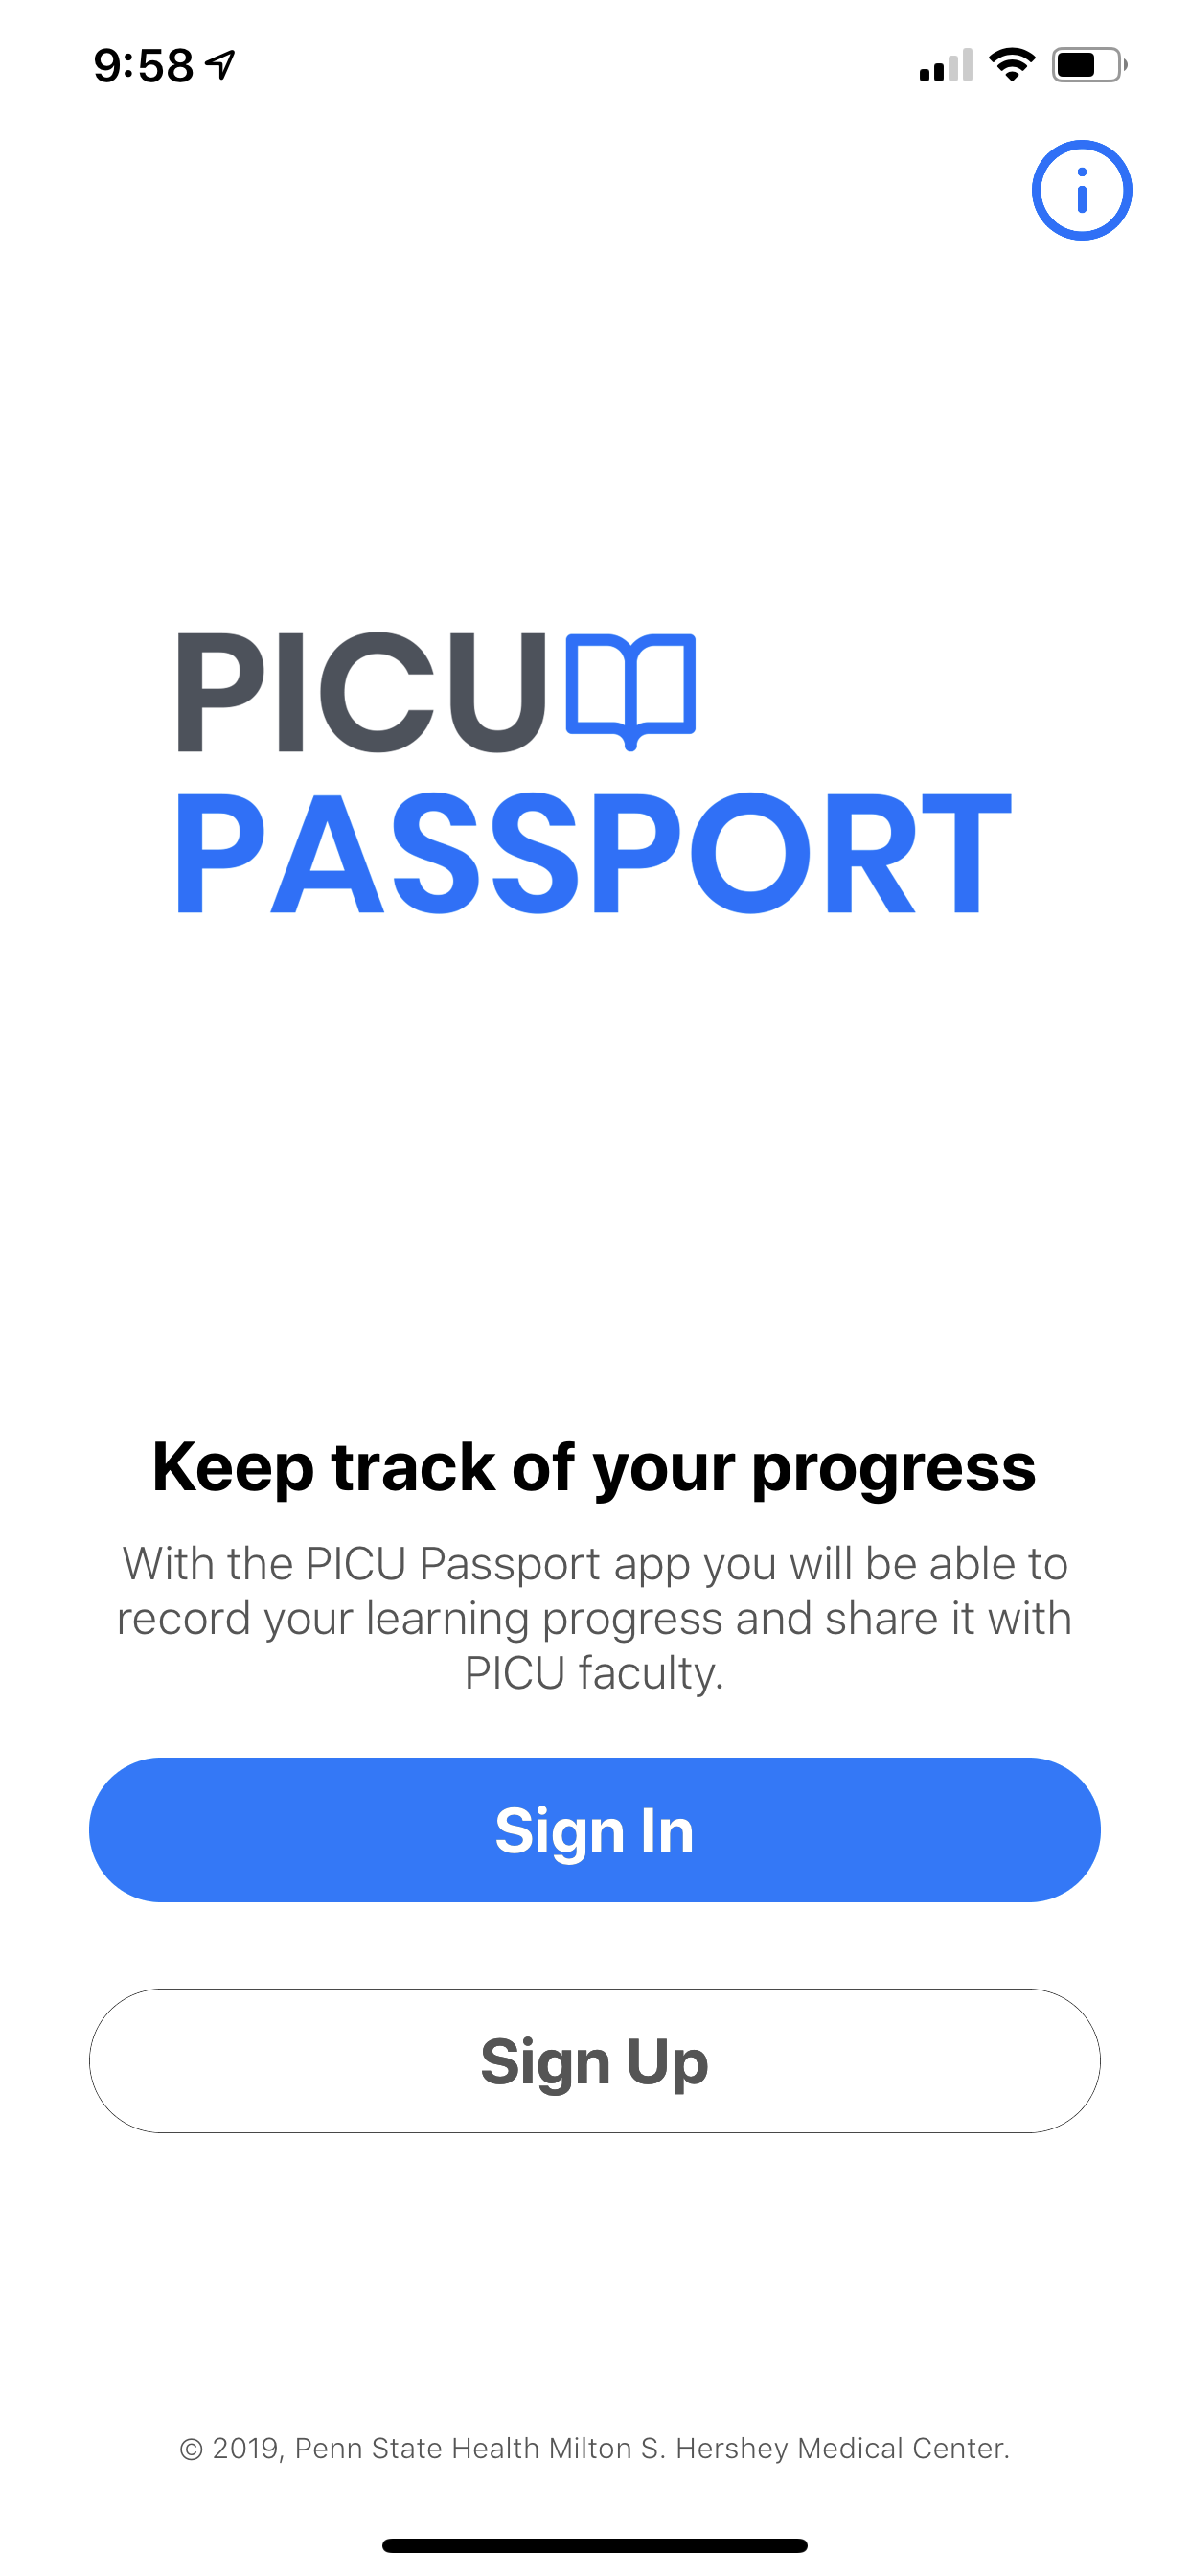 9:58
PICU
PASSPORT
Keep track of your progress
With the PICU Passport app you will be able to
record your learning progress and share it with
PICU faculty.
Sign In
Sign Up
© 2019, Penn State Health Milton S. Hershey Medical Center.